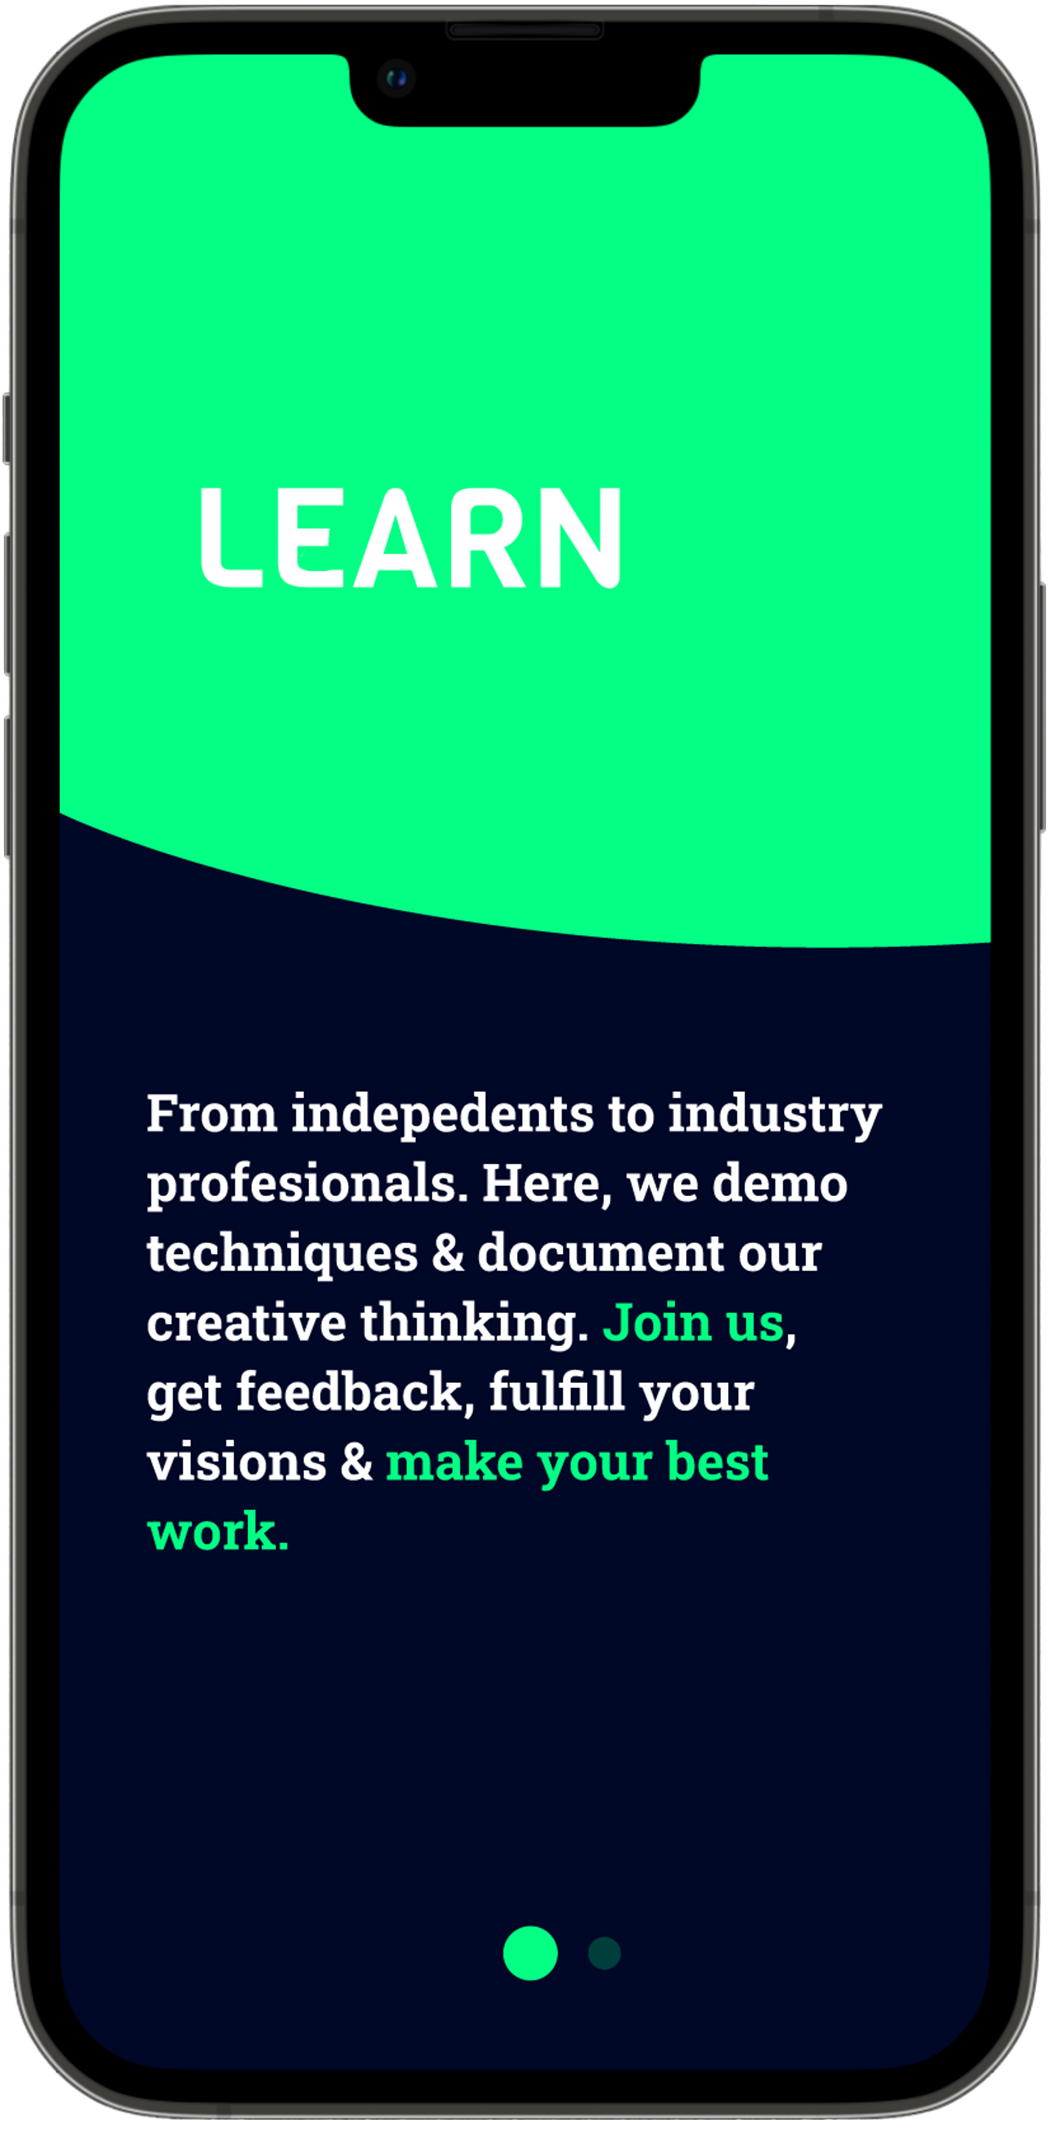 LEARN
From indepedents to industry
profesionals. Here, we demo
techniques & document our
creative thinking. Join us,
get feedback, fulfill your
visions & make your best
work.